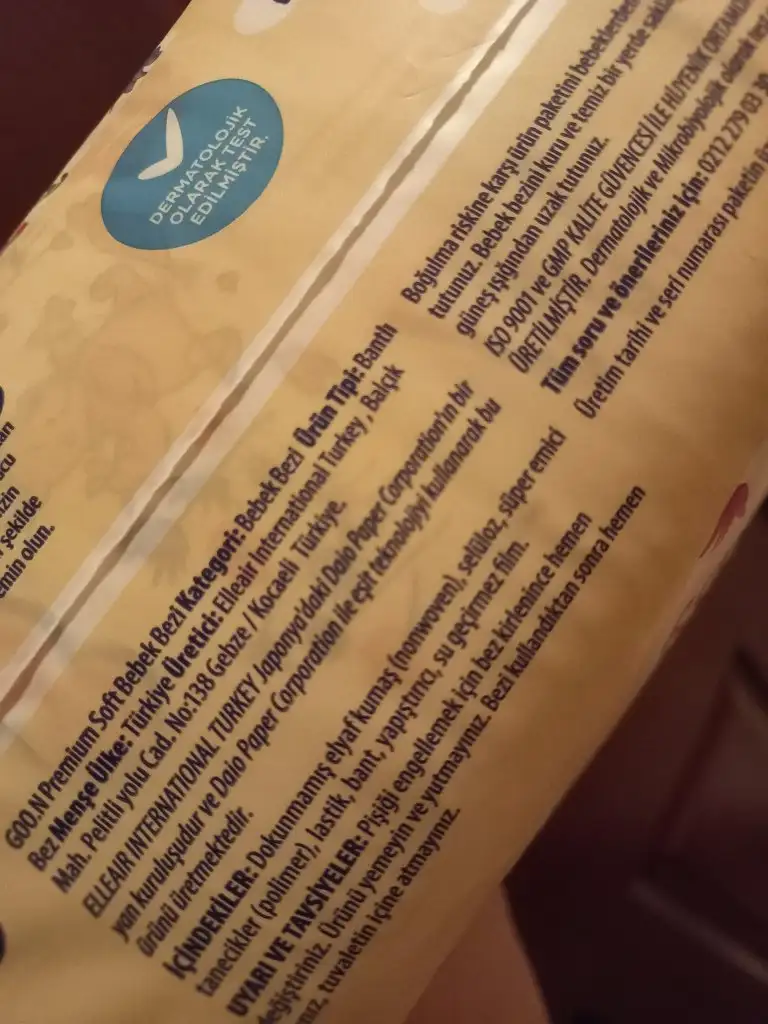 DERMATOLOJİK
OLARAK TEST
EDİLMİŞTİR.
şekilde
emin olun.
GOO.N Premium Soft Bebek Bezi Kategori: Bebek Bezi Ürün Tipi: Bantlı
Bez Menşe Ülke: Türkiye Üretici: Elleair International Turkey, Balçık
Mah. Pelitli yolu Cad. No:138 Gebze / Kocaeli Türkiye.
ELLEAIR INTERNATIONAL TURKEY Japonya'daki Daio Paper Corporation'ın bir
yan kuruluşudur ve Daio Paper Corporation ile eşit teknolojiyi kullanarak bu
ürünü üretmektedir.
İÇİNDEKİLER: Dokunmamış elyaf kumaş (nonwoven), selüloz, süper emici
tanecikler (polimer), lastik, bant, yapıştırıcı, su geçirmez film.
UYARI VE TAVSİYELER: Pişiği engellemek için bez kirlenince hemen
değiştiriniz. Ürünü yemeyin ve yutmayınız. Bezi kullandıktan sonra hemen
tuvaletin içine atmayınız.
Boğulma riskine karşı ürün paketini bebeklerden
tutunuz. Bebek bezini kuru ve temiz bir yerde
güneş ışığından uzak tutunuz.
ISO 9001 ve GMP KALİTE GÜVENCESİ İLE HİJYENİK ORTAMDA
ÜRETİLMİŞTİR. Dermatolojik ve Mikrobiyolojik olarak test
Tüm soru ve önerileriniz için: 0212 279 03
Üretim tarihi ve seri numarası paketin